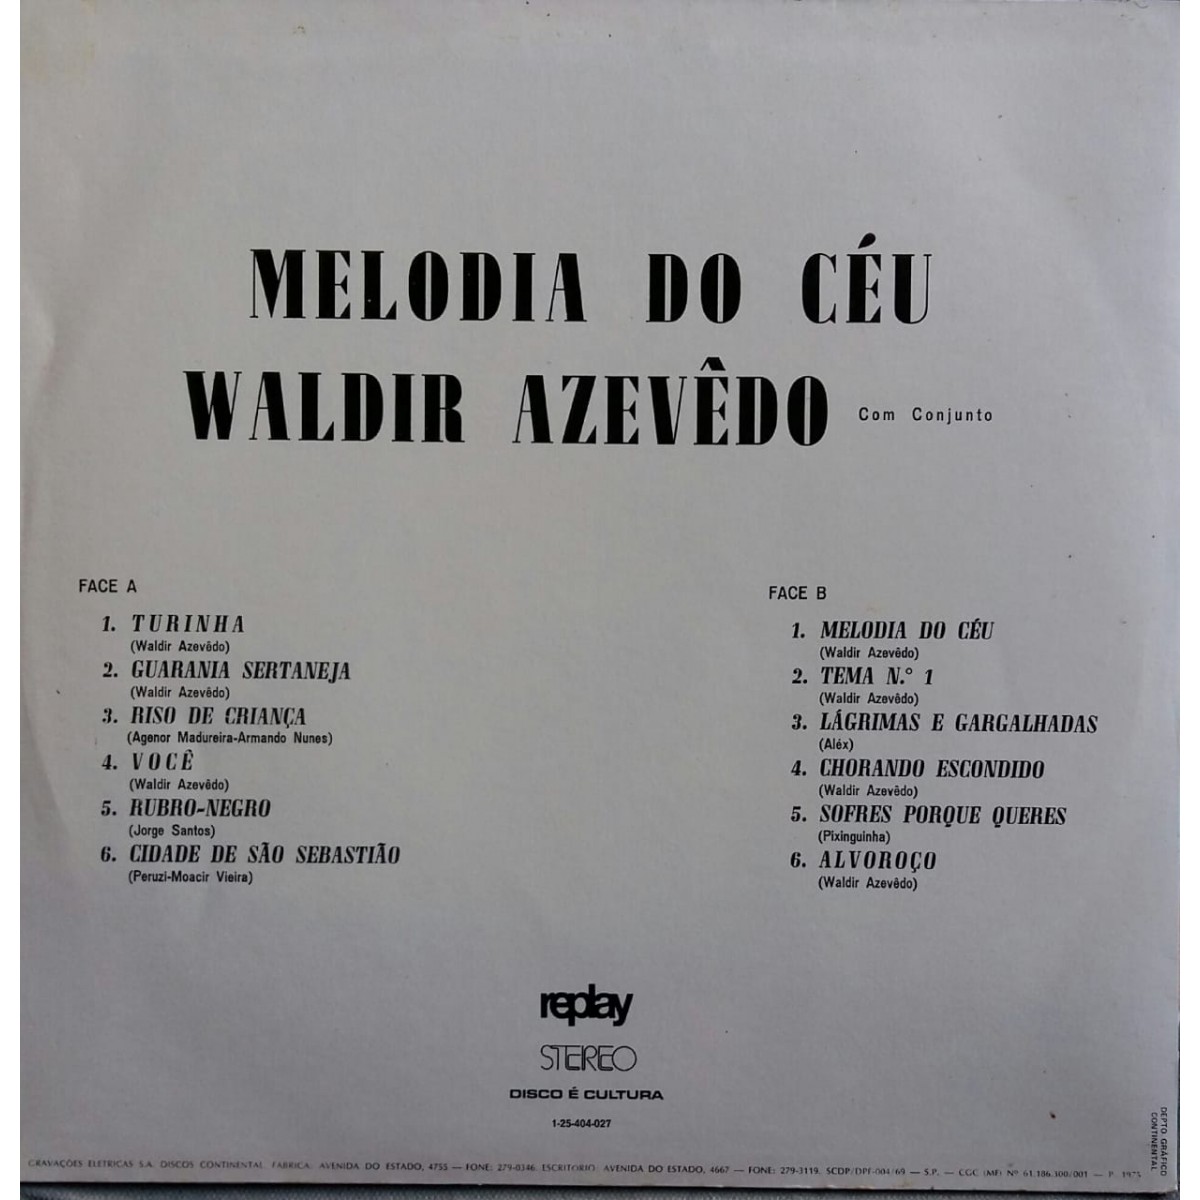 MELODIA DO CÉU
WALDIR AZEVÊDO Com Conjunto
FACE A
1. TURINHA
(Waldir Azevêdo)
2. GUARANIA SERTANEJA
(Waldir Azevêdo)
3. RISO DE CRIANÇA
(Agenor Madureira-Armando Nunes)
4. VOCÊ
(Waldir Azevêdo)
5. RUBRO-NEGRO
(Jorge Santos)
6. CIDADE DE SÃO SEBASTIÃO
(Peruzi-Moacir Vieira)
FACE B
1. MELODIA DO CÉU
(Waldir Azevêdo)
2. TEMA N.° 1
(Waldir Azevêdo)
3. LÁGRIMAS E GARGALHADAS
(Aléx)
4. CHORANDO ESCONDIDO
(Waldir Azevêdo)
5. SOFRES PORQUE QUERES
(Pixinguinha)
6. ALVOROÇO
(Waldir Azevêdo)
replay
STEREO
DISCO É CULTURA
1-25-404-027
GRAVAÇÕES ELETRICAS S.A. DISCOS CONTINENTAL FABRICA: AVENIDA DO ESTADO, 4755 — FONE: 279-0346. ESCRITORIO: AVENIDA DO ESTADO, 4667 — FONE: 279-3119. SCDP/DPF-004/69 — S.P. — CGC (MF) Nº 61.186.300/001 — P. 1975
DEPTO. GRÁFICO
CONTINENTAL